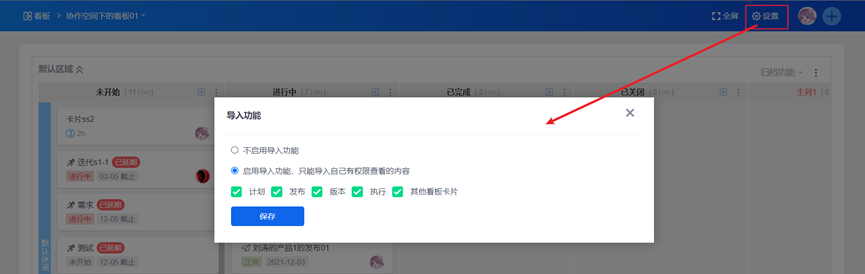 看板 > 协作空间下的看板01
全屏 设置
默认区域
归档功能
未开始 (11/∞) 进行中 (7/∞) 已完成 (3/∞) 已关闭 (0/∞) 主列1 (0
卡片ss2
2h
迭代s1-1 已延期
进行中 03-05 截止
需求 已延期
进行中 12-05 截止
测试 已延期
未开始 12-05 截止
导入功能
不启用导入功能
启用导入功能，只能导入自己有权限查看的内容
计划 发布 版本 执行 其他看板卡片
保存
刘涛的产品1的发布01
正常 2021-12-03